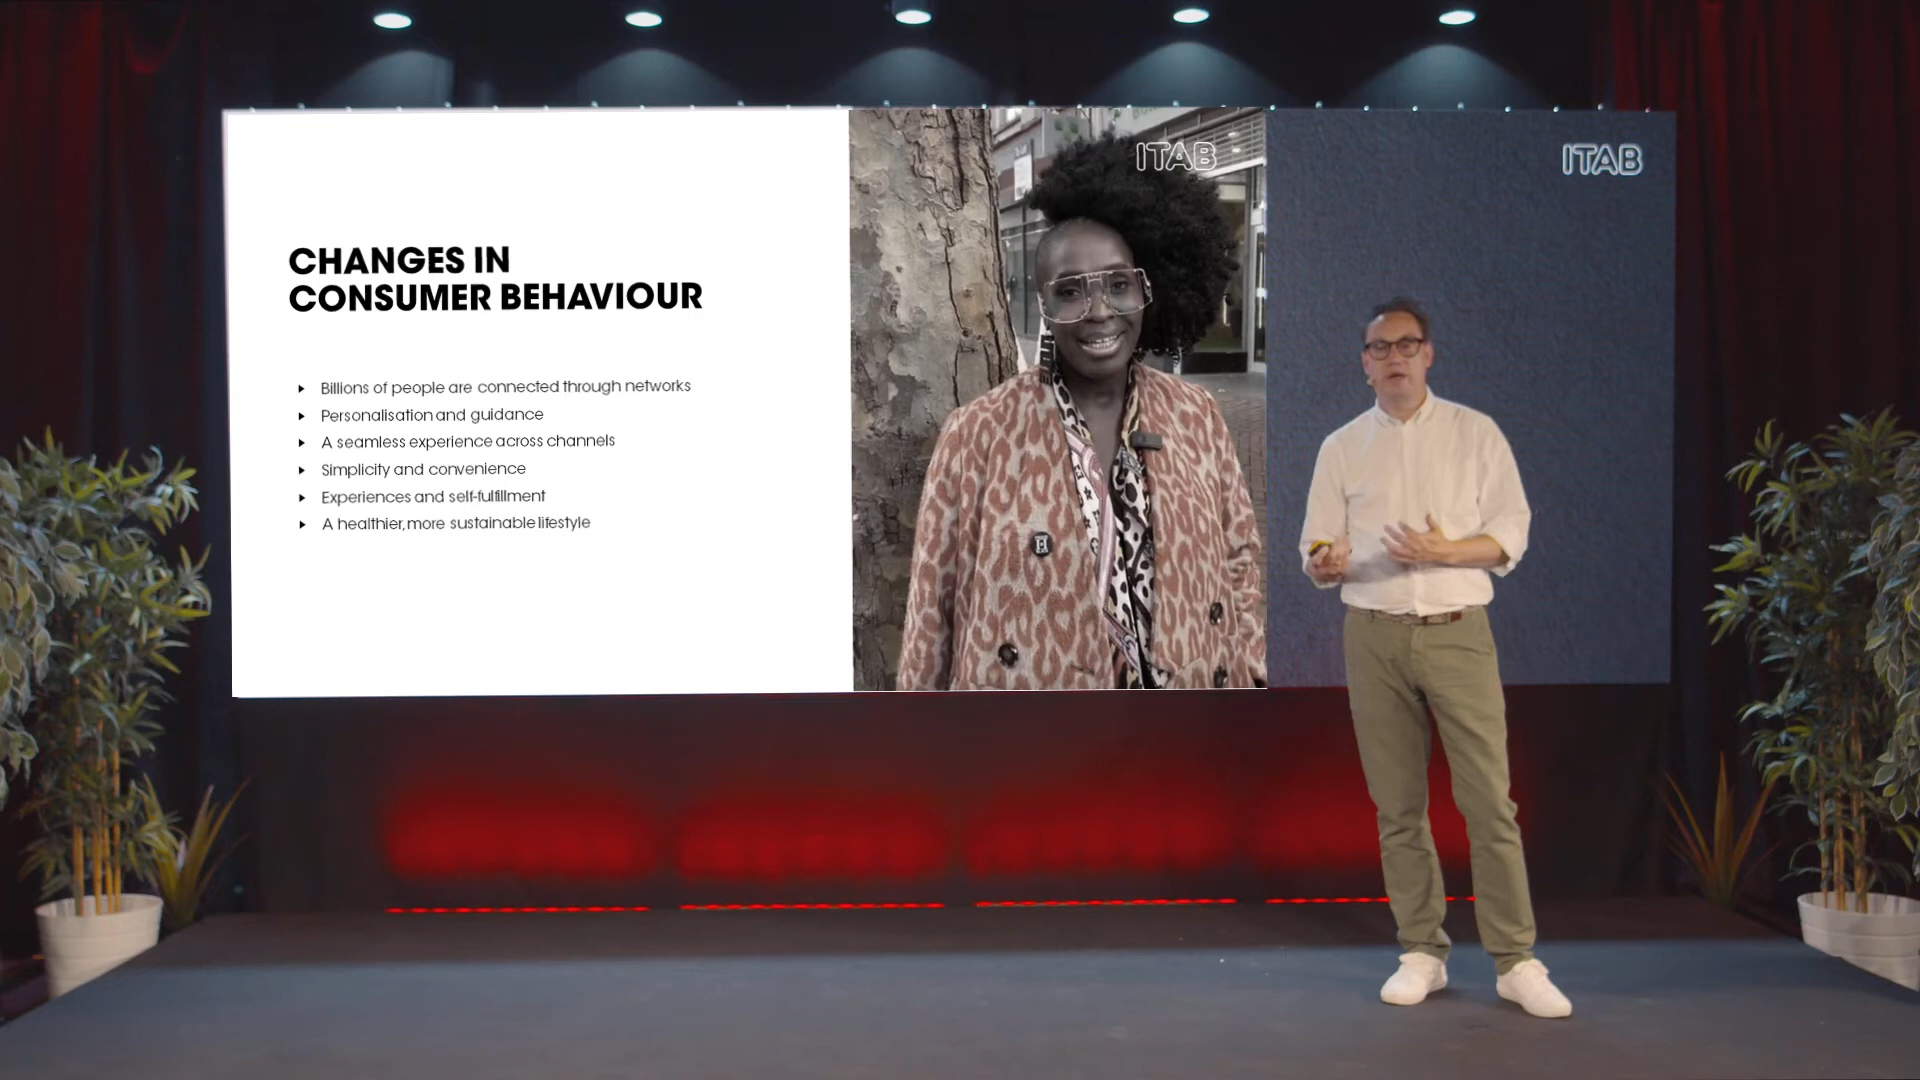 CHANGES IN
CONSUMER BEHAVIOUR
Billions of people are connected through networks
Personalisation and guidance
A seamless experience across channels
Simplicity and convenience
Experiences and self-fulfillment
A healthier, more sustainable lifestyle
ITAB
ITAB